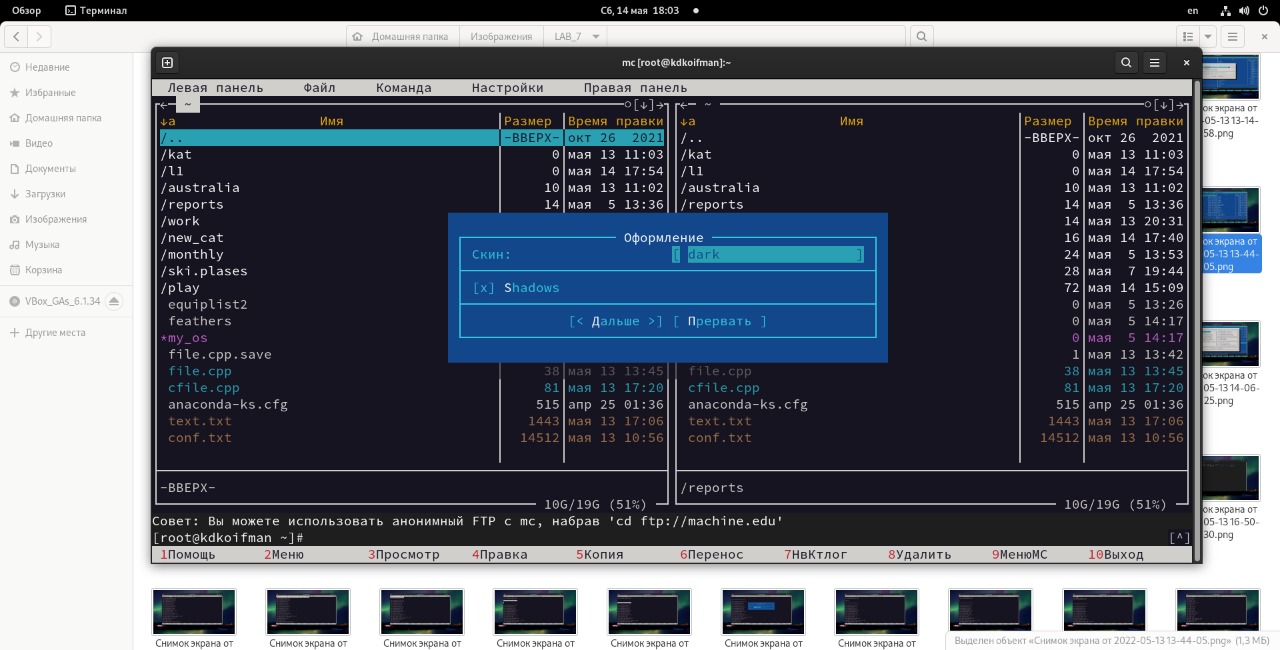 Обзор Терминал Сб, 14 мая 18:03 en
Домашняя папка Изображения LAB_7
Недавние
Избранные
Домашняя папка
Видео
Документы
Загрузки
Изображения
Музыка
Корзина
VBox_GAs_6.1.34
Другие места
mc [root@kdkoifman]:~
Левая панель Файл Команда Настройки Правая панель
←┌ ~ [↓]→
↓а Имя Размер Время правки
/.. -ВВЕРХ- окт 26 2021
/kat 0 мая 13 11:03
/l1 0 мая 14 17:54
/australia 10 мая 13 11:02
/reports 14 мая 5 13:36
/work
/new_cat
/monthly
/ski.plases
/play
equiplist2
feathers
*my_os
file.cpp.save
file.cpp 38 мая 13 13:45
cfile.cpp 81 мая 13 17:20
anaconda-ks.cfg 515 апр 25 01:36
text.txt 1443 мая 13 17:06
conf.txt 14512 мая 13 10:56
-ВВЕРХ-
10G/19G (51%)
← ~ [↓]→
↓а Имя Размер Время правки
/.. -ВВЕРХ- окт 26 2021
/kat 0 мая 13 11:03
/l1 0 мая 14 17:54
/australia 10 мая 13 11:02
/reports 14 мая 5 13:36
14 мая 13 20:31
16 мая 14 17:40
24 мая 5 13:53
28 мая 7 19:44
72 мая 14 15:09
0 мая 5 13:26
0 мая 5 14:17
0 мая 5 14:17
1 мая 13 13:42
file.cpp 38 мая 13 13:45
cfile.cpp 81 мая 13 17:20
anaconda-ks.cfg 515 апр 25 01:36
text.txt 1443 мая 13 17:06
conf.txt 14512 мая 13 10:56
/reports
10G/19G (51%)
Оформление
Скин: [ dark ]
[x] Shadows
[< Дальше >] [ Прервать ]
Совет: Вы можете использовать анонимный FTP с mc, набрав 'cd ftp://machine.edu'
[root@kdkoifman ~]# [^]
1Помощь 2Меню 3Просмотр 4Правка 5Копия 6Перенос 7НвКтлог 8Удалить 9МенюМС 10Выход
ок экрана от
05-13 13-14-
58.png
ок экрана от
05-13 13-44-
05.png
ок экрана от
05-13 14-06-
25.png
ок экрана от
05-13 16-50-
30.png
Снимок экрана от Снимок экрана от Снимок экрана от Снимок экрана от Снимок экрана от Снимок экрана от Снимок экрана от
Выделен объект «Снимок экрана от 2022-05-13 13-44-05.png» (1,3 МБ)